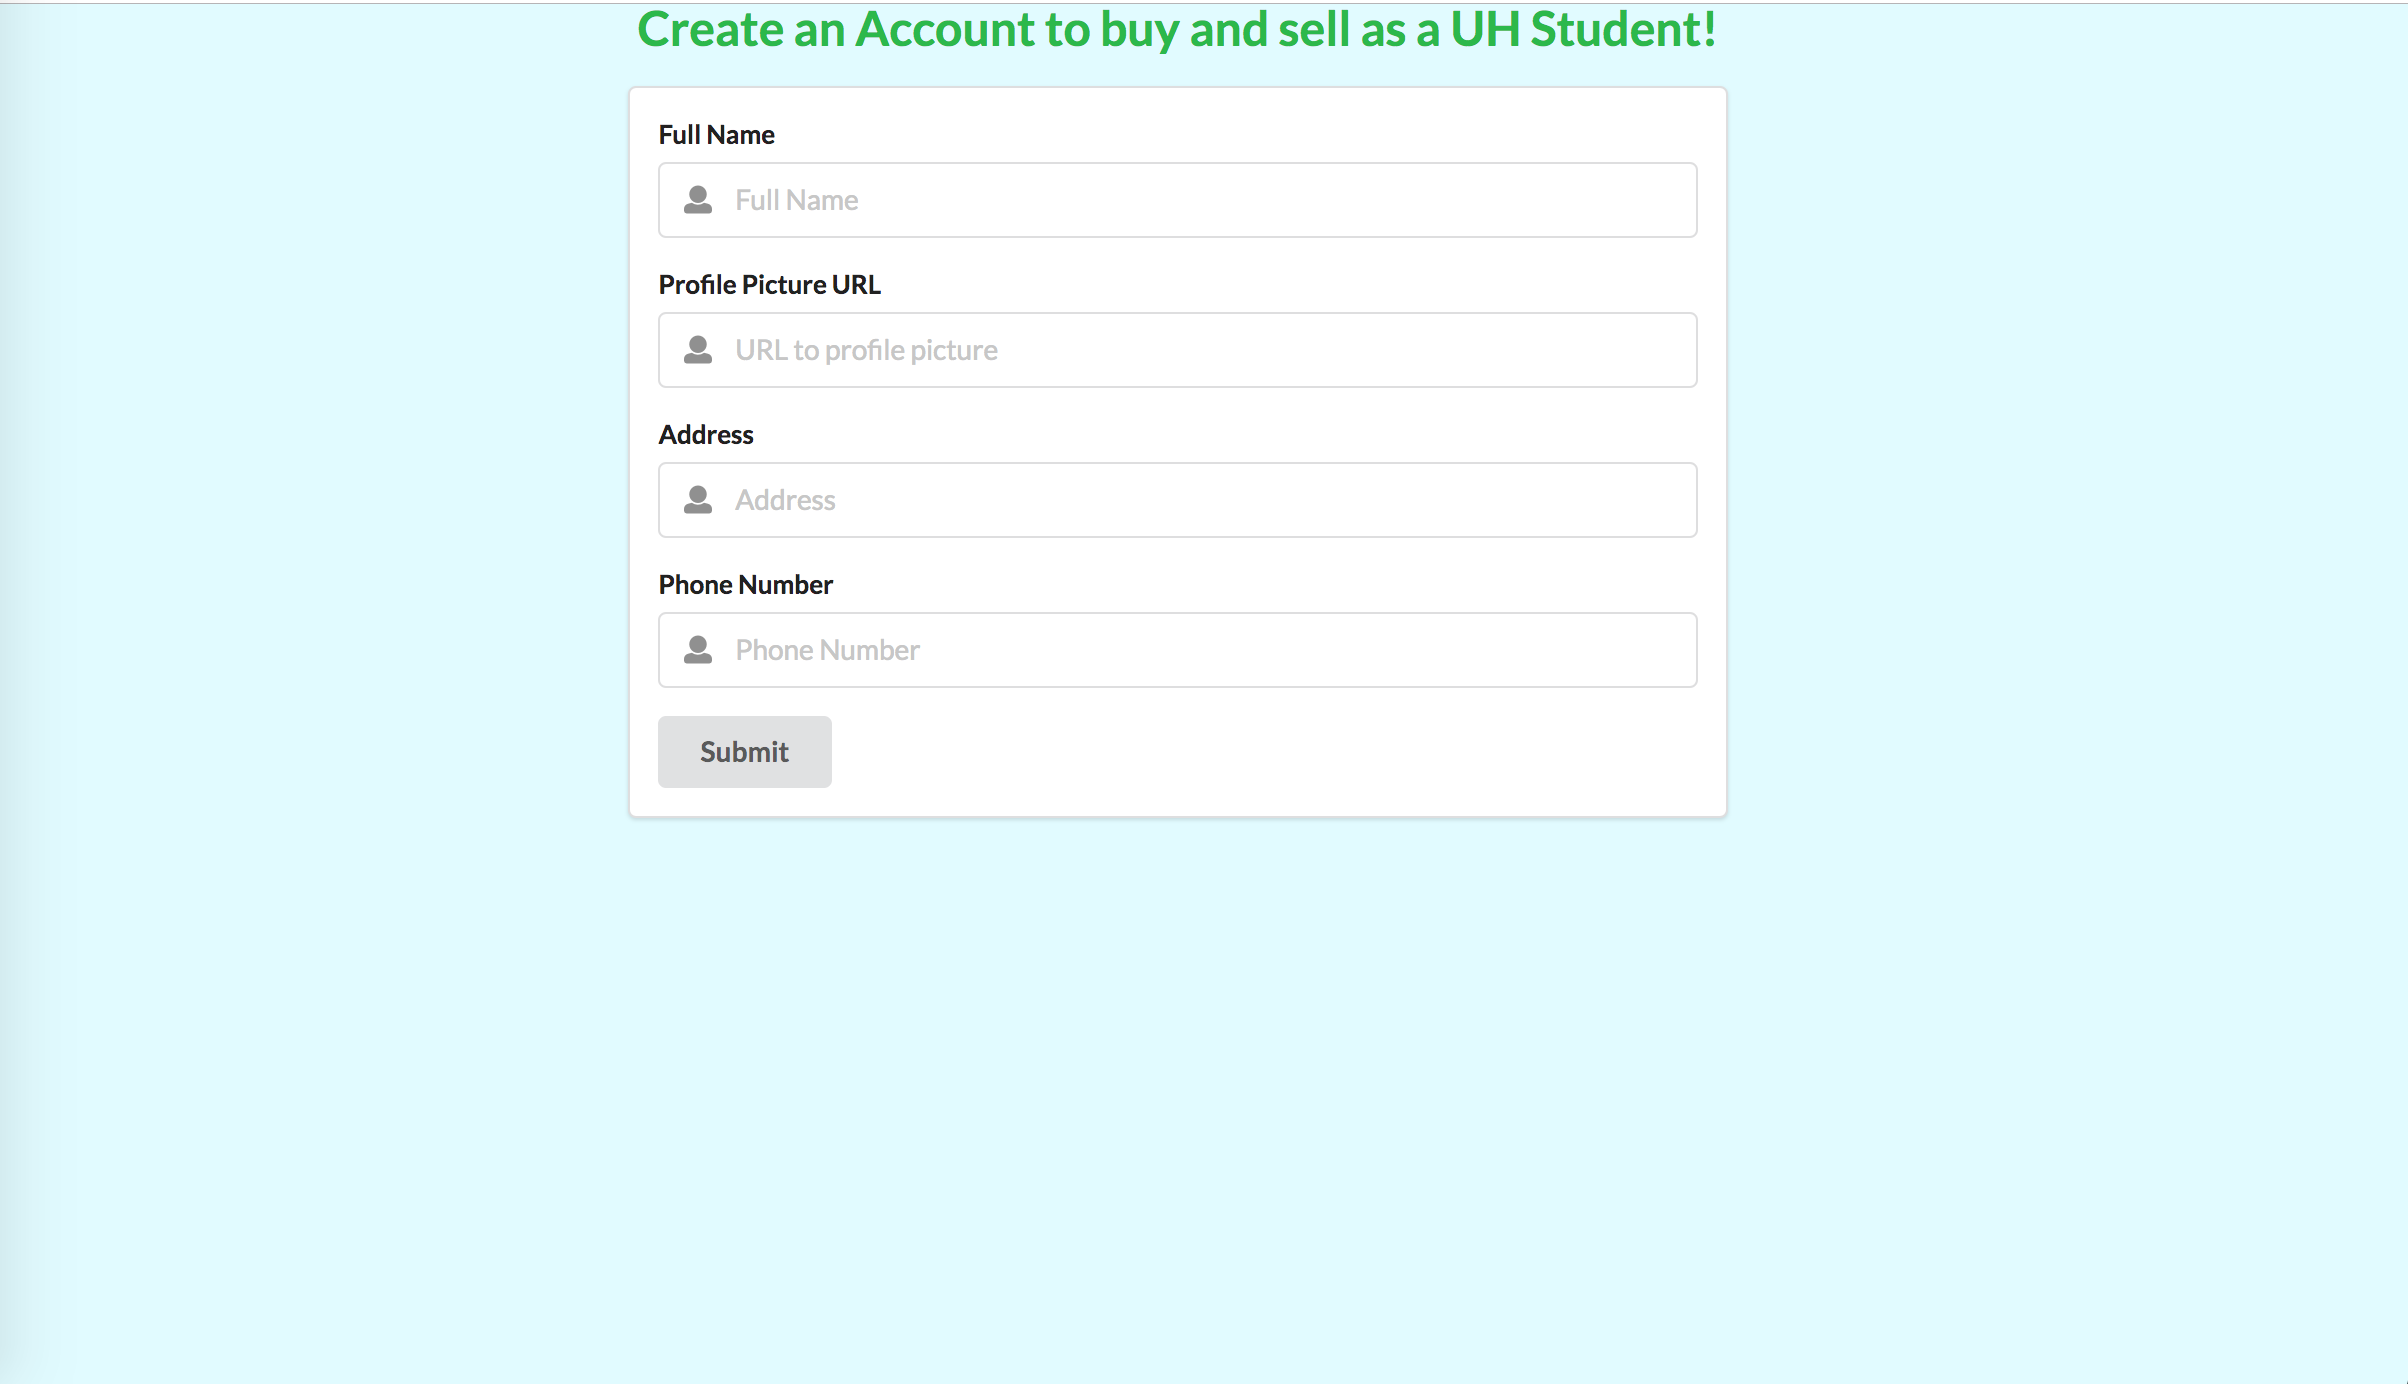 Create an Account to buy and sell as a UH Student!
Full Name
Full Name
Profile Picture URL
URL to profile picture
Address
Address
Phone Number
Phone Number
Submit